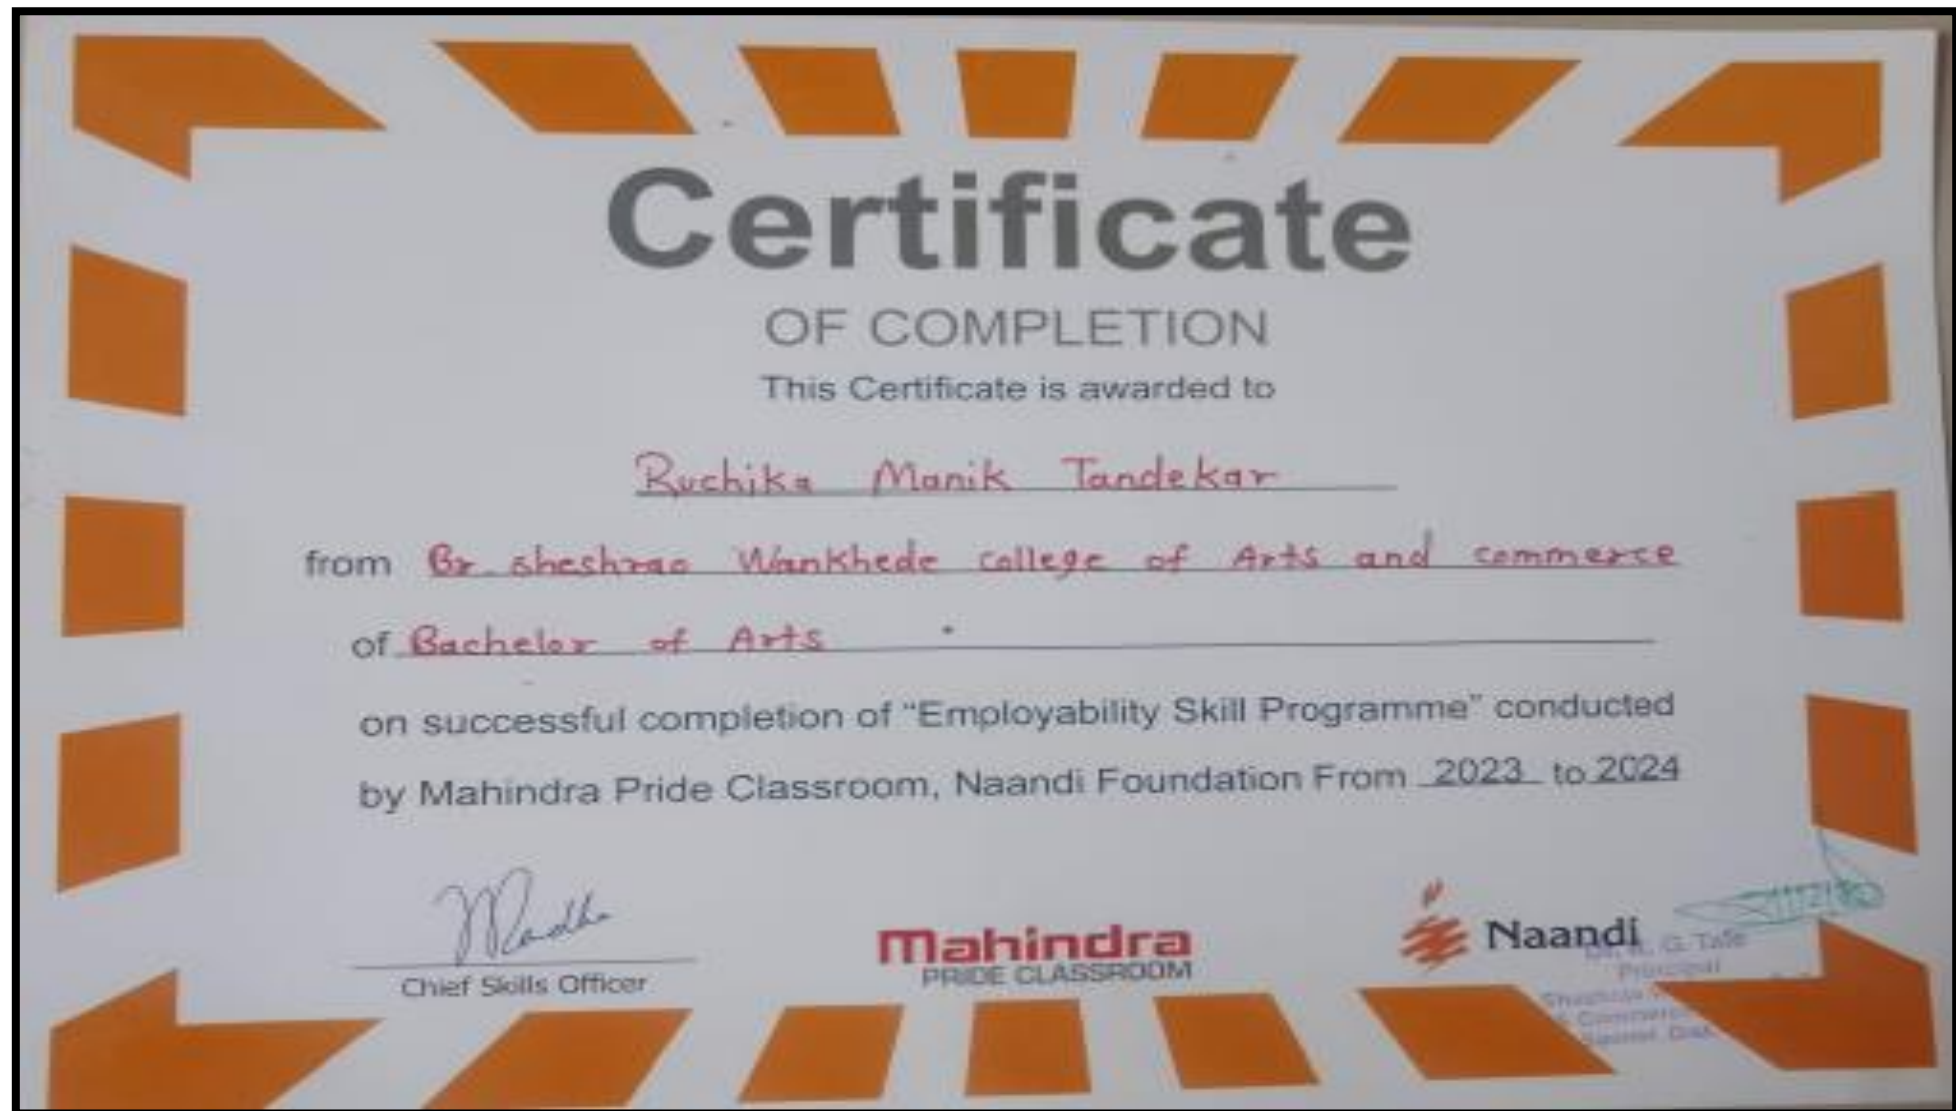 Certificate
OF COMPLETION
This Certificate is awarded to
Ruchika Manik Tandekar
from Br. sheshrao Wankhede college of Arts and commerce
of Bachelor of Arts
on successful completion of “Employability Skill Programme” conducted
by Mahindra Pride Classroom, Naandi Foundation From 2023 to 2024
Chief Skills Officer
Mahindra
PRIDE CLASSROOM
Naandi
G.
Principal